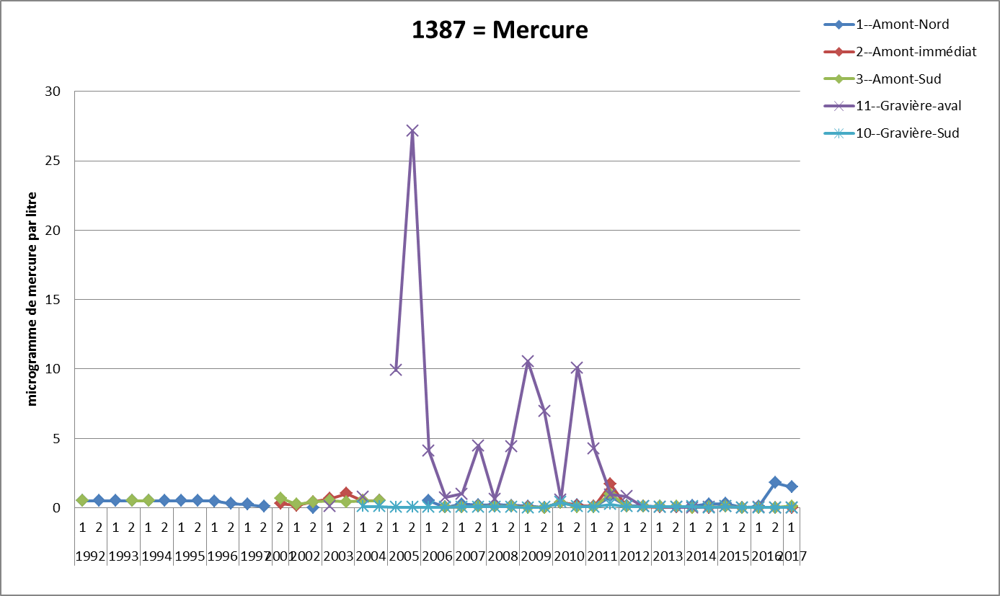 1387 = Mercure
1--Amont-Nord
2--Amont-immédiat
3--Amont-Sud
11--Gravière-aval
10--Gravière-Sud
microgramme de mercure par litre
30
25
20
15
10
5
0
1 2 1 2 1 2 1 2 1 2 1 2 2 1 2 1 2 1 2 1 2 1 2 1 2 1 2 1 2 1 2 1 2 1 2 1 2 1 2 1 2 1 2 1
1992 1993 1994 1995 1996 1997 2001 2002 2003 2004 2005 2006 2007 2008 2009 2010 2011 2012 2013 2014 2015 2016 2017